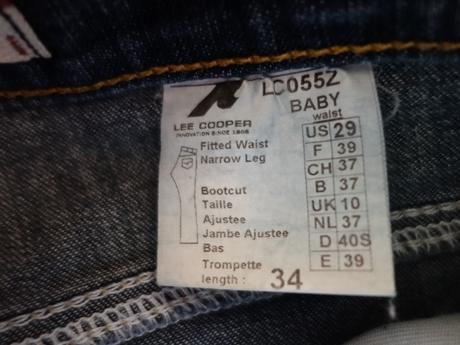 LC055Z
BABY
waist
LEE COOPER
INNOVATION SINCE 1908
Fitted Waist
Narrow Leg
Bootcut
Taille
Ajustee
Jambe Ajustee
Bas
Trompette
length : 34
US 29
F 39
CH 37
B 37
UK 10
NL 37
D 40S
E 39